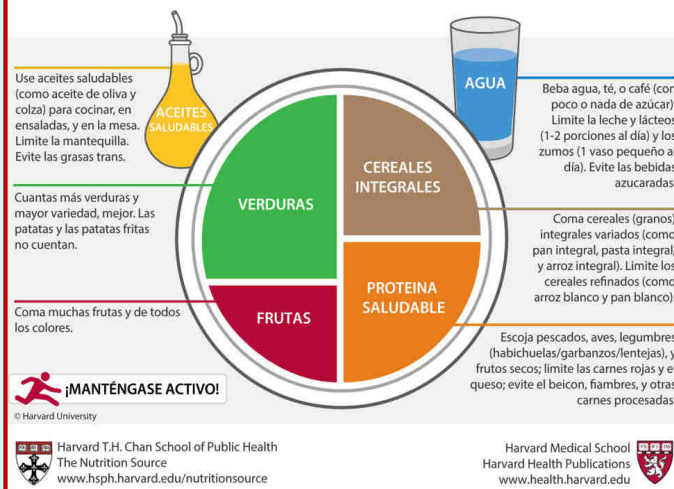 Use aceites saludables
(como aceite de oliva y
colza) para cocinar, en
ensaladas, y en la mesa.
Limite la mantequilla.
Evite las grasas trans.
ACEITES
SALUDABLES
AGUA
Beba agua, té, o café (con
poco o nada de azúcar)
Limite la leche y lácteos
(1-2 porciones al día) y los
zumos (1 vaso pequeño a
día). Evite las bebidas
azucaradas
VERDURAS
CEREALES
INTEGRALES
Cuantas más verduras y
mayor variedad, mejor. Las
patatas y las patatas fritas
no cuentan.
Coma cereales (granos)
integrales variados (como
pan integral, pasta integral,
y arroz integral). Limite los
cereales refinados (como
arroz blanco y pan blanco)
FRUTAS
PROTEINA
SALUDABLE
Coma muchas frutas y de todos
los colores.
Escoja pescados, aves, legumbres
(habichuelas/garbanzos/lentejas), y
frutos secos; limite las carnes rojas y e
queso; evite el beicon, fiambres, y otras
carnes procesadas
¡MANTÉNGASE ACTIVO!
© Harvard University
Harvard T.H. Chan School of Public Health
The Nutrition Source
www.hsph.harvard.edu/nutritionsource
Harvard Medical School
Harvard Health Publications
www.health.harvard.edu